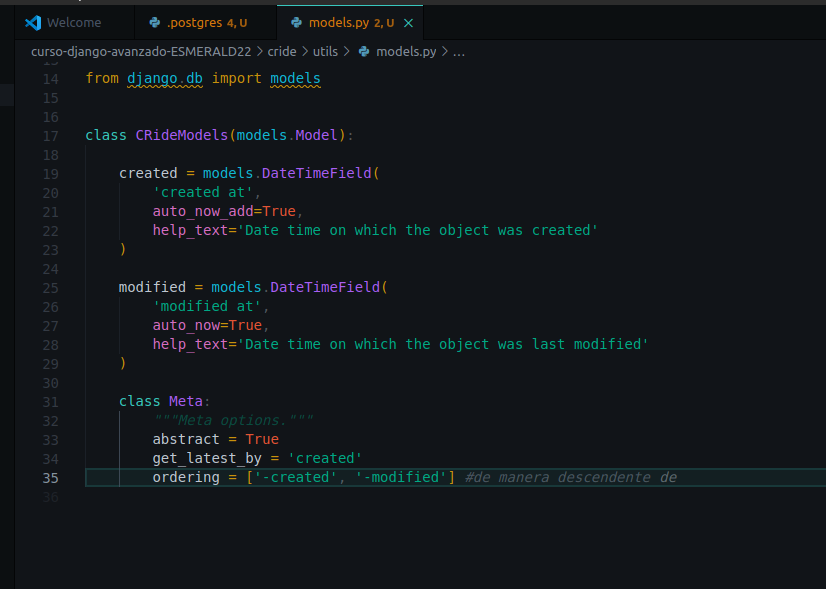 Welcome .postgres 4, U models.py 2, U
curso-django-avanzado-ESMERALD22 > cride > utils > models.py > ...
13
14 from django.db import models
15
16
17 class CRideModels(models.Model):
18
19 created = models.DateTimeField(
20 'created at',
21 auto_now_add=True,
22 help_text='Date time on which the object was created'
23 )
24
25 modified = models.DateTimeField(
26 'modified at',
27 auto_now=True,
28 help_text='Date time on which the object was last modified'
29 )
30
31 class Meta:
32 """Meta options."""
33 abstract = True
34 get_latest_by = 'created'
35 ordering = ['-created', '-modified'] #de manera descendente de
36